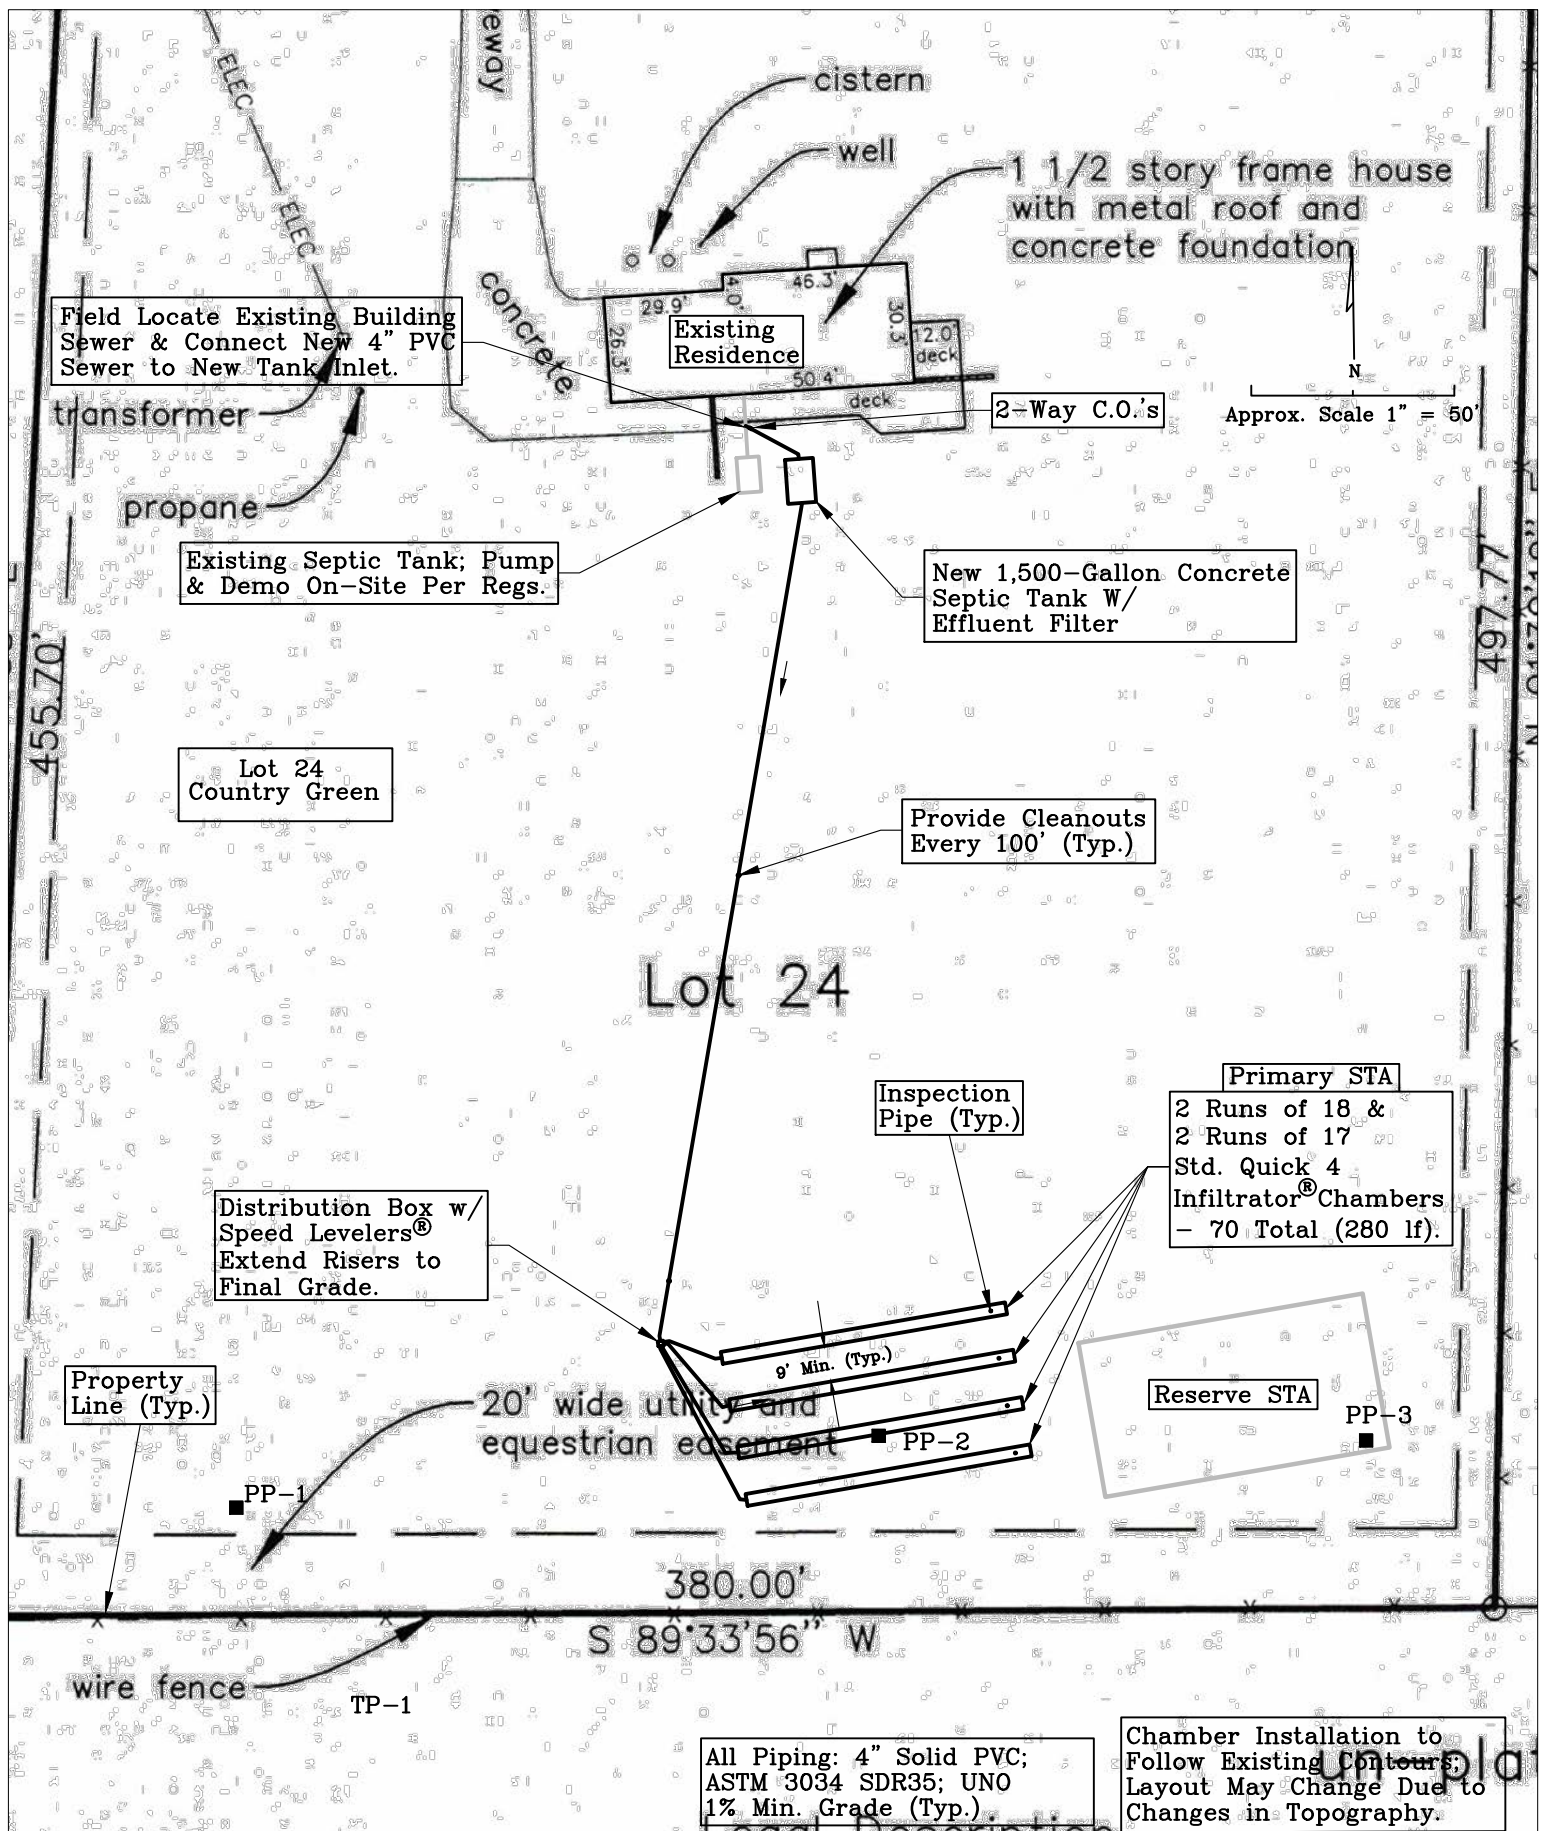 eway
cistern
well
1 1/2 story frame house
with metal roof and
concrete foundation
ELEC
ELEC
concrete
Field Locate Existing Building
Sewer & Connect New 4" PVC
Sewer to New Tank Inlet.
46.3'
4.0'
29.9'
26.3'
30.3'
Existing
Residence
12.0'
deck
50.4'
deck
N
Approx. Scale 1" = 50'
transformer
2-Way C.O.'s
propane
Existing Septic Tank; Pump
& Demo On-Site Per Regs.
New 1,500-Gallon Concrete
Septic Tank W/
Effluent Filter
455.70'
497.77'
Lot 24
Country Green
Provide Cleanouts
Every 100' (Typ.)
Lot 24
Inspection
Pipe (Typ.)
Primary STA
2 Runs of 18 &
2 Runs of 17
Std. Quick 4
Infiltrator® Chambers
- 70 Total (280 lf).
Distribution Box w/
Speed Levelers®
Extend Risers to
Final Grade.
9' Min. (Typ.)
Property
Line (Typ.)
20' wide utility and
equestrian easement
Reserve STA
PP-3
PP-2
PP-1
380.00'
S 89°33'56" W
wire fence
TP-1
All Piping: 4" Solid PVC;
ASTM 3034 SDR35; UNO
1% Min. Grade (Typ.)
Chamber Installation to
Follow Existing Contours;
Layout May Change Due to
Changes in Topography.
un-plat
Legal Description